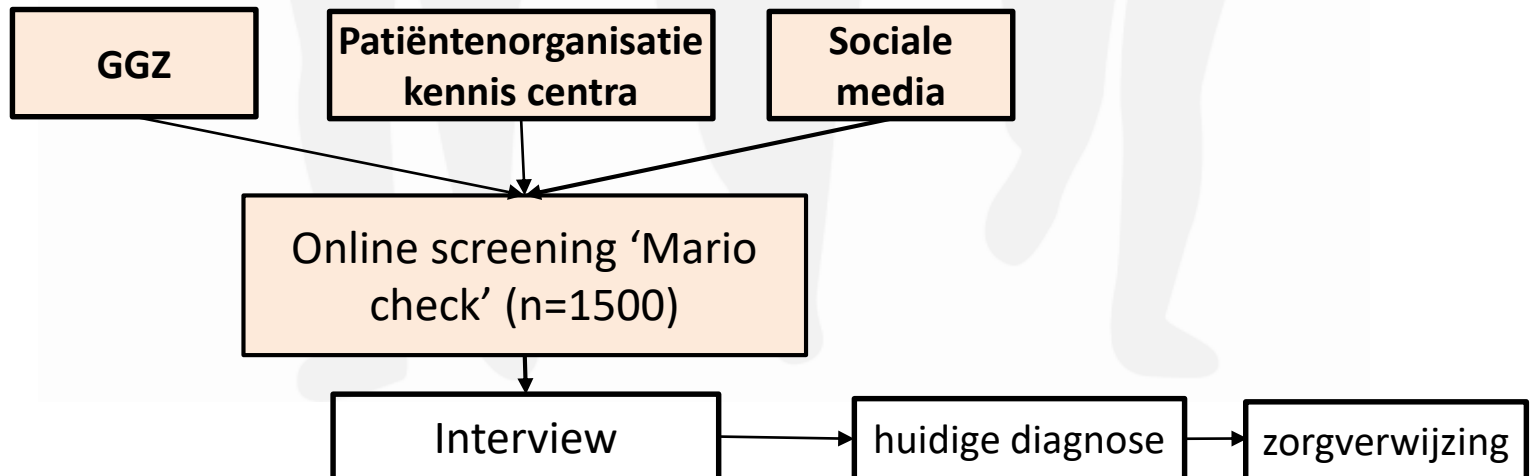 GGZ
Patiëntenorganisatie
kennis centra
Sociale
media
Online screening ‘Mario
check’ (n=1500)
Interview
huidige diagnose
zorgverwijzing